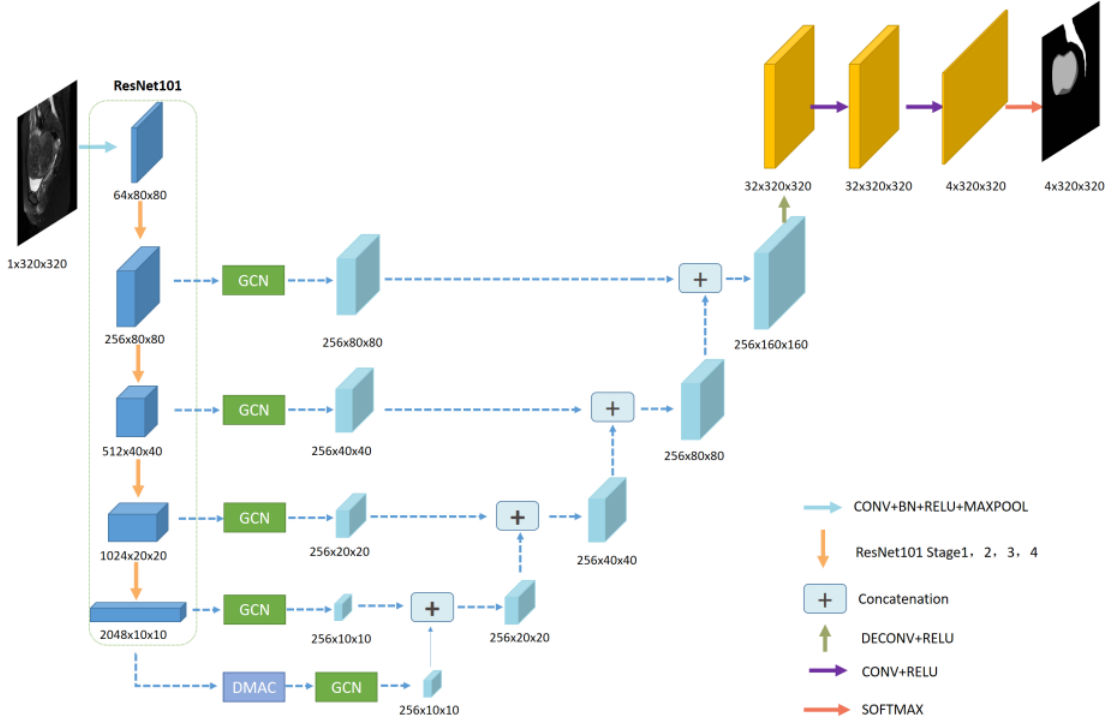 ResNet101
64x80x80
32x320x320
32x320x320
4x320x320
4x320x320
1x320x320
GCN
+
256x80x80
256x80x80
256x160x160
GCN
+
512x40x40
256x40x40
256x80x80
GCN
+
1024x20x20
256x20x20
256x40x40
GCN
+
2048x10x10
256x10x10
256x20x20
DMAC
GCN
256x10x10
CONV+BN+RELU+MAXPOOL
ResNet101 Stage1, 2, 3, 4
+
Concatenation
DECONV+RELU
CONV+RELU
SOFTMAX